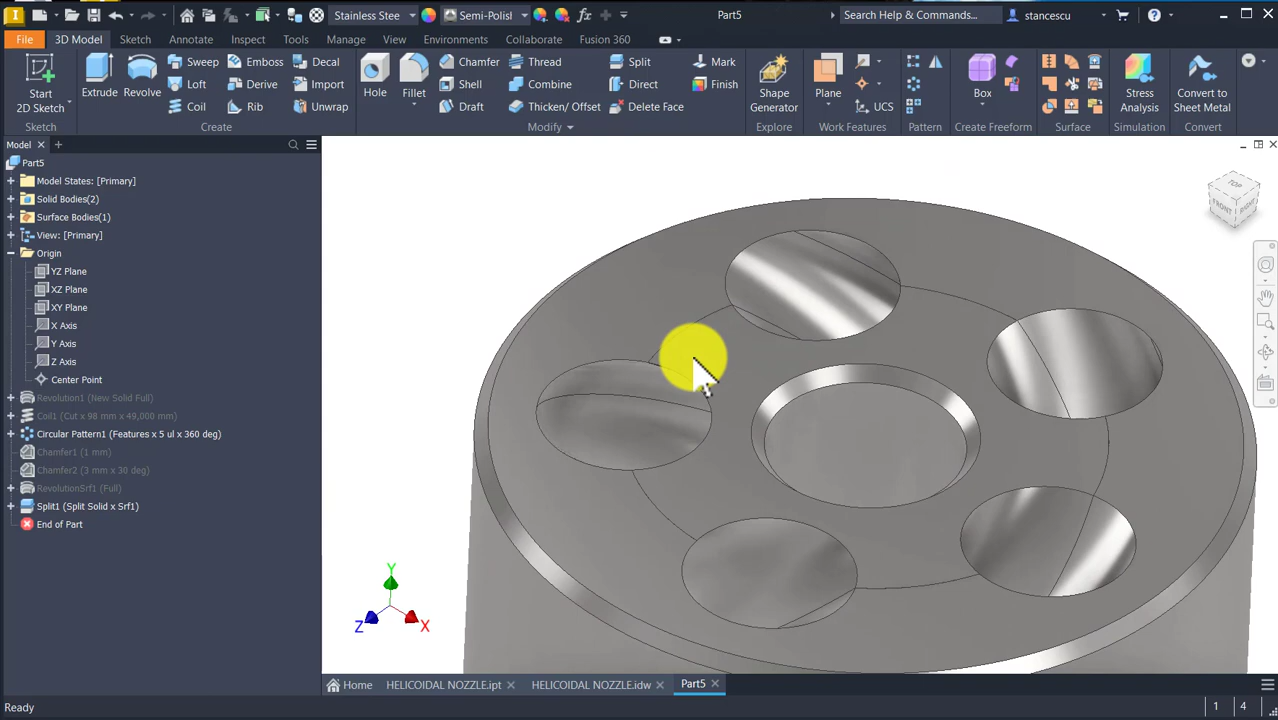 Stainless Stee
Semi-Polisl
Part5
Search Help & Commands...
stancescu
File
3D Model
Sketch
Annotate
Inspect
Tools
Manage
View
Environments
Collaborate
Fusion 360
Start
2D Sketch
Sketch
Extrude
Revolve
Sweep
Loft
Coil
Emboss
Derive
Rib
Decal
Import
Unwrap
Create
Hole
Fillet
Chamfer
Shell
Draft
Thread
Combine
Thicken/ Offset
Split
Direct
Delete Face
Mark
Finish
Modify
Shape
Generator
Explore
Plane
UCS
Work Features
Pattern
Box
Create Freeform
Surface
Stress
Analysis
Simulation
Convert to
Sheet Metal
Convert
Model
Part5
Model States: [Primary]
Solid Bodies(2)
Surface Bodies(1)
View: [Primary]
Origin
YZ Plane
XZ Plane
XY Plane
X Axis
Y Axis
Z Axis
Center Point
Revolution1 (New Solid Full)
Coil1 (Cut x 98 mm x 49,000 mm)
Circular Pattern1 (Features x 5 ul x 360 deg)
Chamfer1 (1 mm)
Chamfer2 (3 mm x 30 deg)
RevolutionSrf1 (Full)
Split1 (Split Solid x Srf1)
End of Part
TOP
FRONT
RIGHT
Y
Z
X
Home
HELICOIDAL NOZZLE.ipt
HELICOIDAL NOZZLE.idw
Part5
Ready
1
4